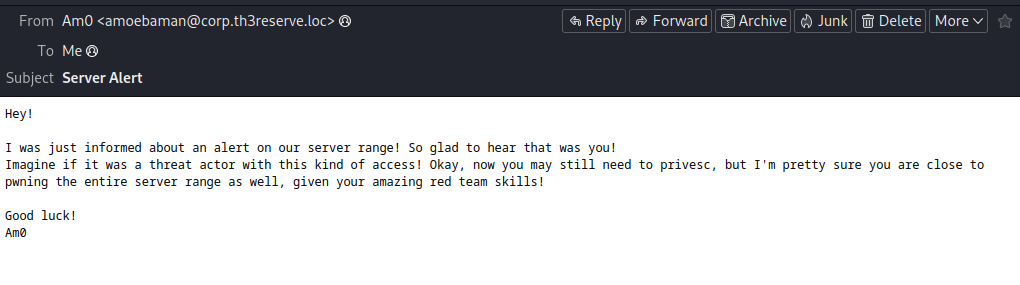 From Am0 <amoebaman@corp.th3reserve.loc> Reply Forward Archive Junk Delete More
To Me
Subject Server Alert
Hey!
I was just informed about an alert on our server range! So glad to hear that was you!
Imagine if it was a threat actor with this kind of access! Okay, now you may still need to privesc, but I'm pretty sure you are close to
pwning the entire server range as well, given your amazing red team skills!
Good luck!
Am0